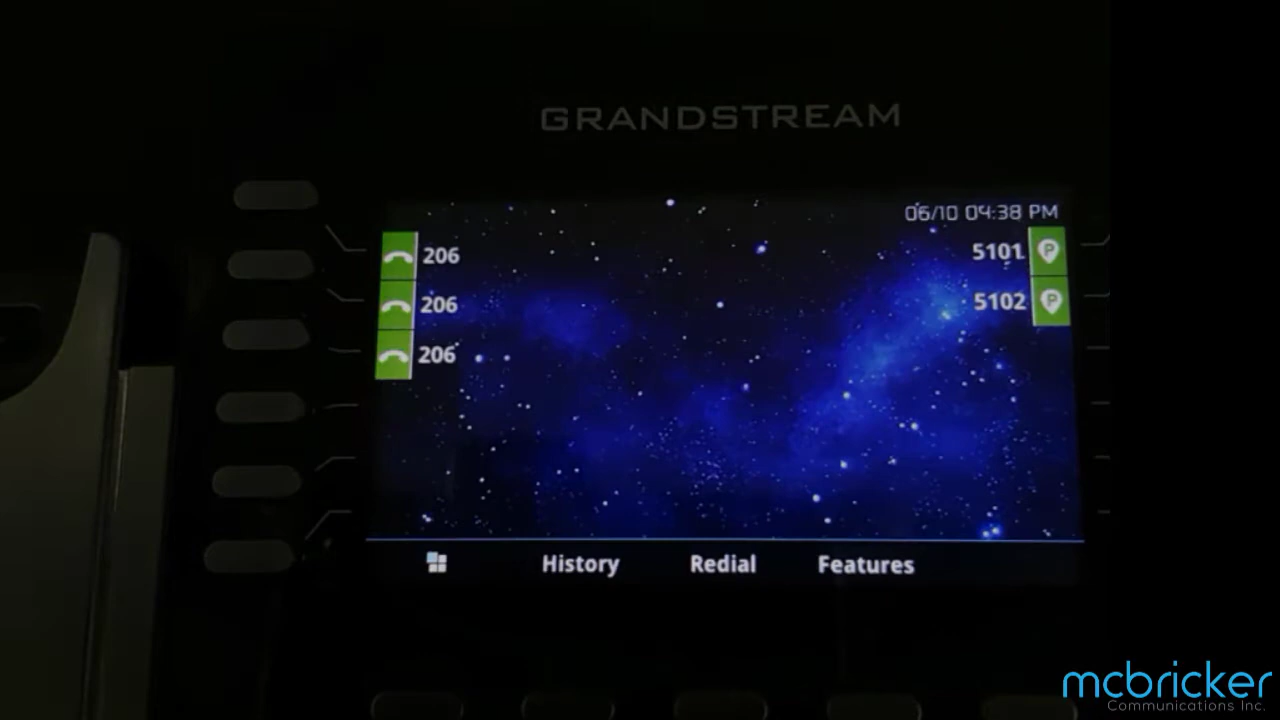 GRANDSTREAM
06/10 04:38 PM
206
5101
206
5102
206
History Redial Features
mcbricker
Communications Inc.